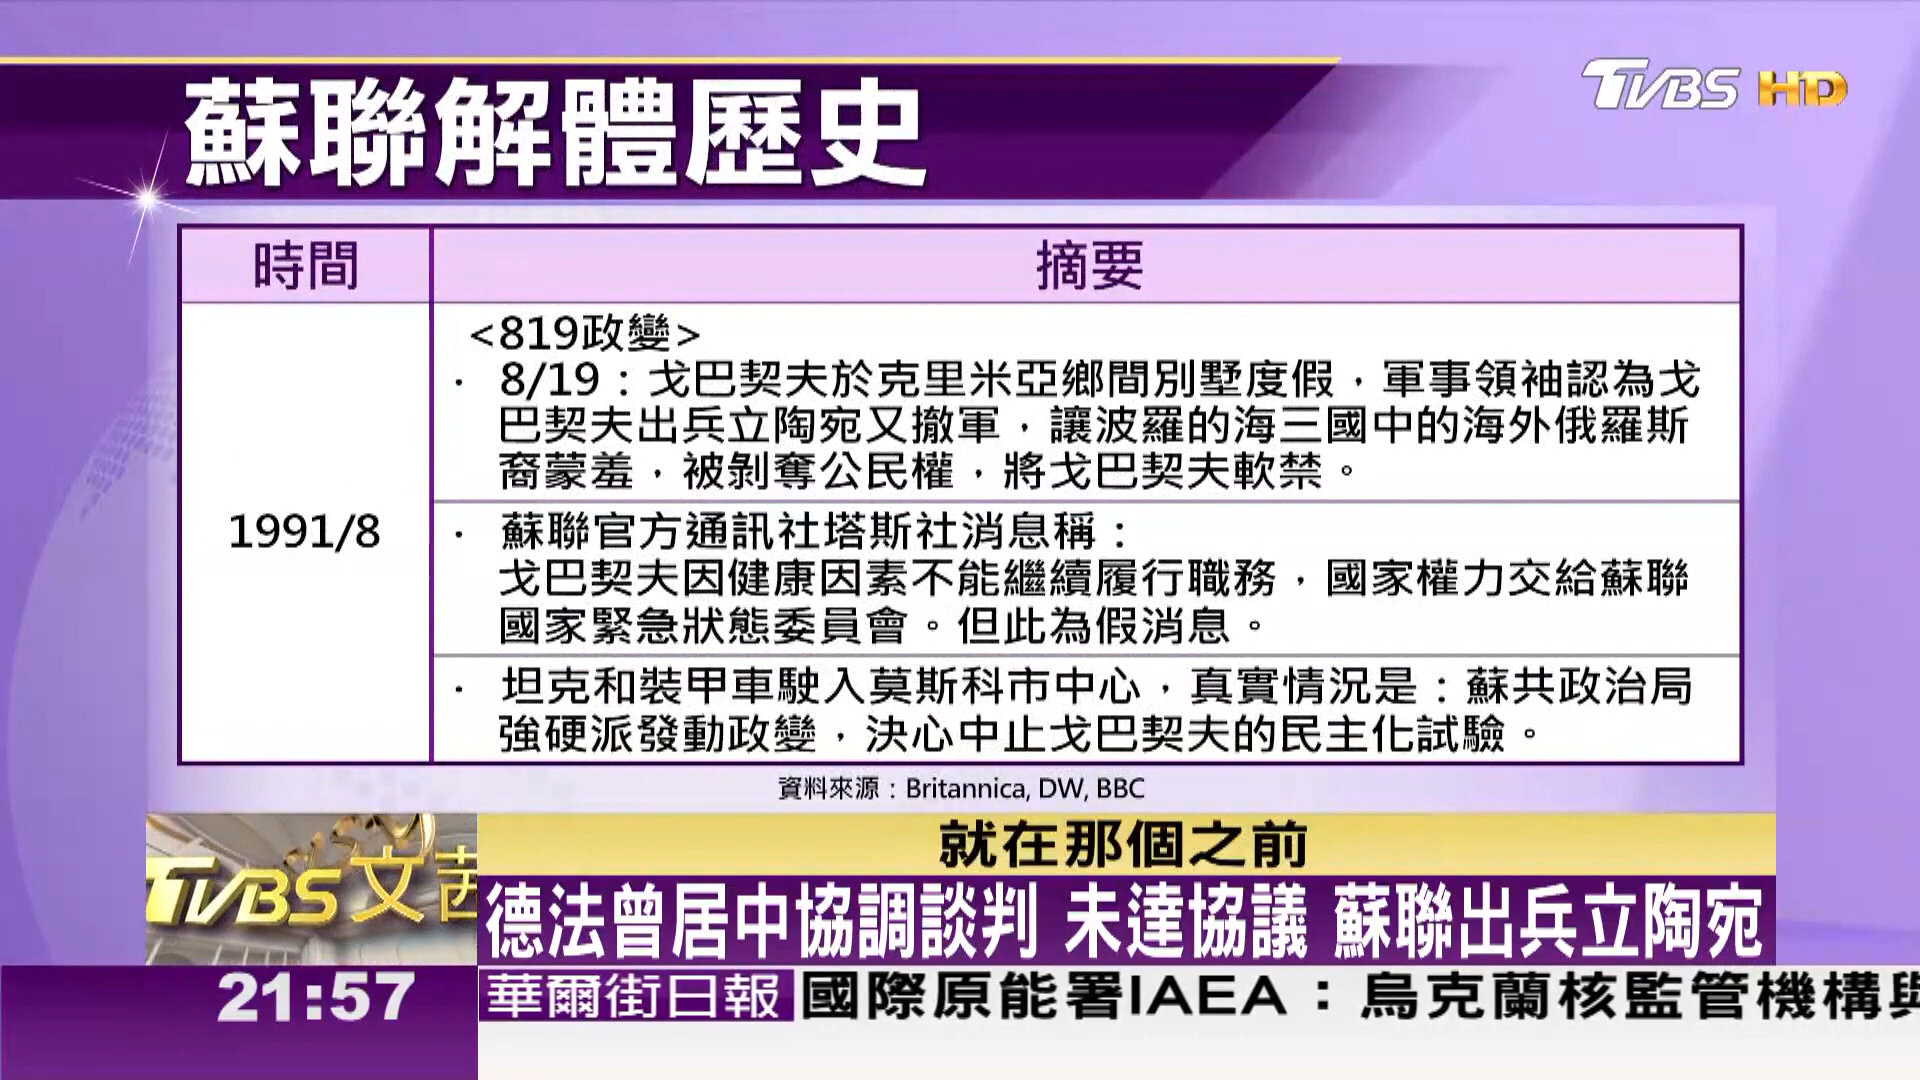 蘇聯解體歷史
TVBS HD
時間
摘要
1991/8
<819政變>
· 8/19：戈巴契夫於克里米亞鄉間別墅度假，軍事領袖認為戈
巴契夫出兵立陶宛又撤軍，讓波羅的海三國中的海外俄羅斯
裔蒙羞，被剝奪公民權，將戈巴契夫軟禁。
· 蘇聯官方通訊社塔斯社消息稱：
戈巴契夫因健康因素不能繼續履行職務，國家權力交給蘇聯
國家緊急狀態委員會。但此為假消息。
· 坦克和裝甲車駛入莫斯科市中心，真實情況是：蘇共政治局
強硬派發動政變，決心中止戈巴契夫的民主化試驗。
資料來源：Britannica, DW, BBC
就在那個之前
TVBS 文茜
德法曾居中協調談判 未達協議 蘇聯出兵立陶宛
21:57
華爾街日報 國際原能署IAEA：烏克蘭核監管機構與